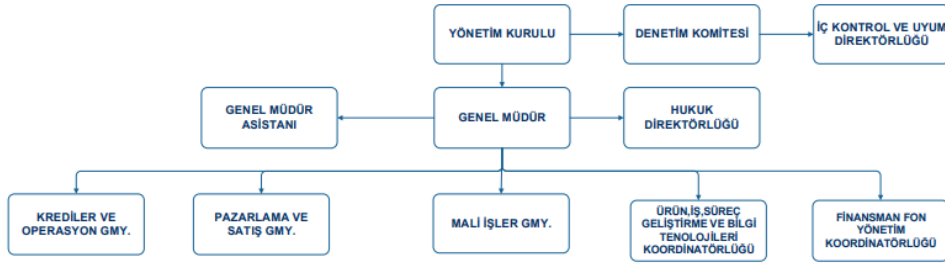 YÖNETİM KURULU
DENETİM KOMİTESİ
İÇ KONTROL VE UYUM
DİREKTÖRLÜĞÜ
GENEL MÜDÜR
ASİSTANI
GENEL MÜDÜR
HUKUK
DİREKTÖRLÜĞÜ
KREDİLER VE
OPERASYON GMY.
PAZARLAMA VE
SATIŞ GMY.
MALİ İŞLER GMY.
ÜRÜN,İŞ,SÜREÇ
GELİŞTİRME VE BİLGİ
TENOLOJİLERİ
KOORDİNATÖRLÜĞÜ
FİNANSMAN FON
YÖNETİM
KOORDİNATÖRLÜĞÜ